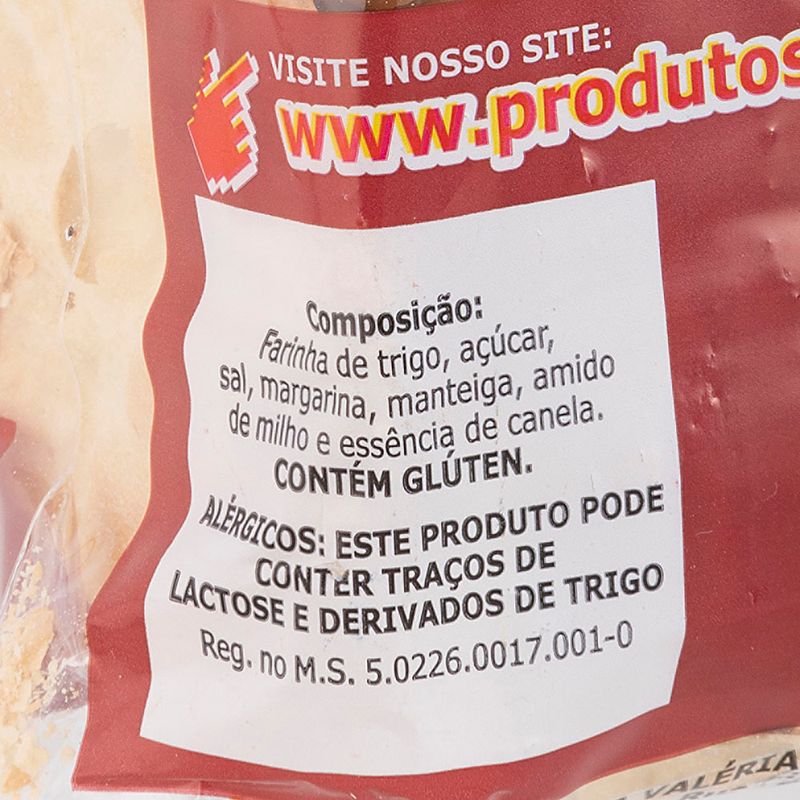 VISITE NOSSO SITE:
www.produtos
Composição:
Farinha de trigo, açúcar,
sal, margarina, manteiga, amido
de milho e essência de canela.
CONTÉM GLÚTEN.
ALÉRGICOS: ESTE PRODUTO PODE
CONTER TRAÇOS DE
LACTOSE E DERIVADOS DE TRIGO
Reg. no M.S. 5.0226.0017.001-0
VALÉRIA